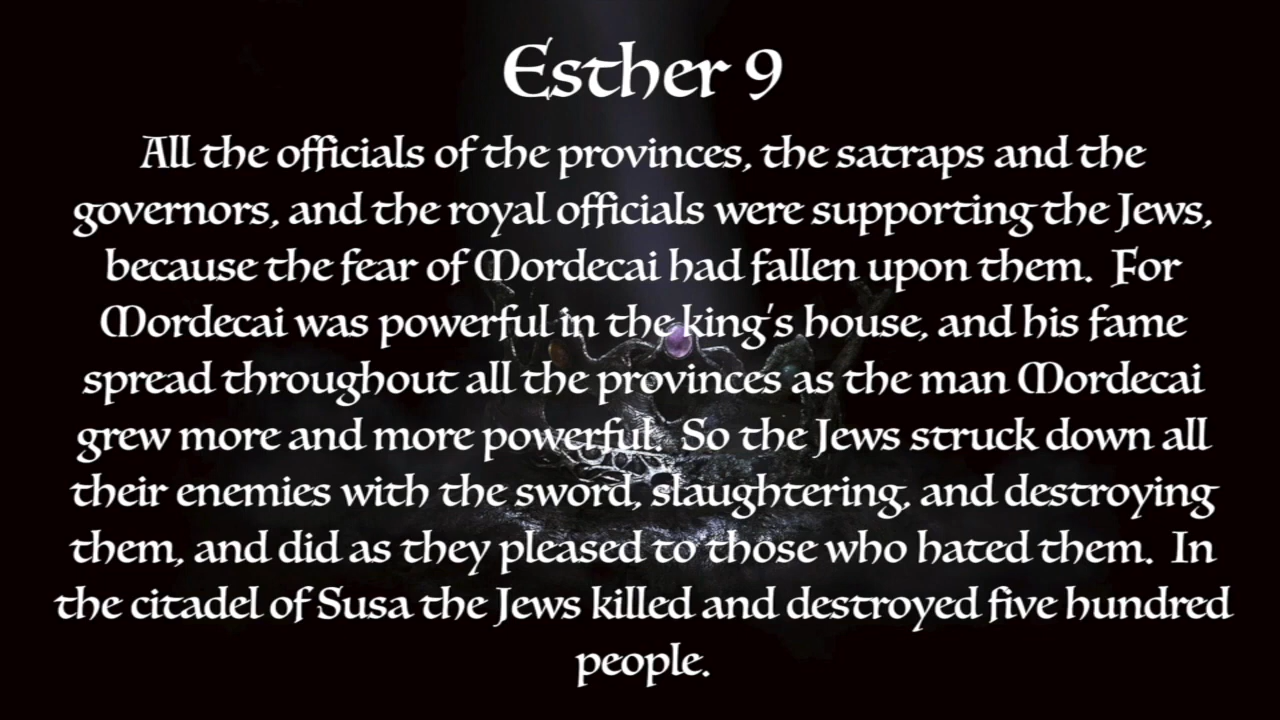 Esther 9
All the officials of the provinces, the satraps and the
governors, and the royal officials were supporting the Jews,
because the fear of Mordecai had fallen upon them.  For
Mordecai was powerful in the king's house, and his fame
spread throughout all the provinces as the man Mordecai
grew more and more powerful.  So the Jews struck down all
their enemies with the sword, slaughtering, and destroying
them, and did as they pleased to those who hated them.  In
the citadel of Susa the Jews killed and destroyed five hundred
people.